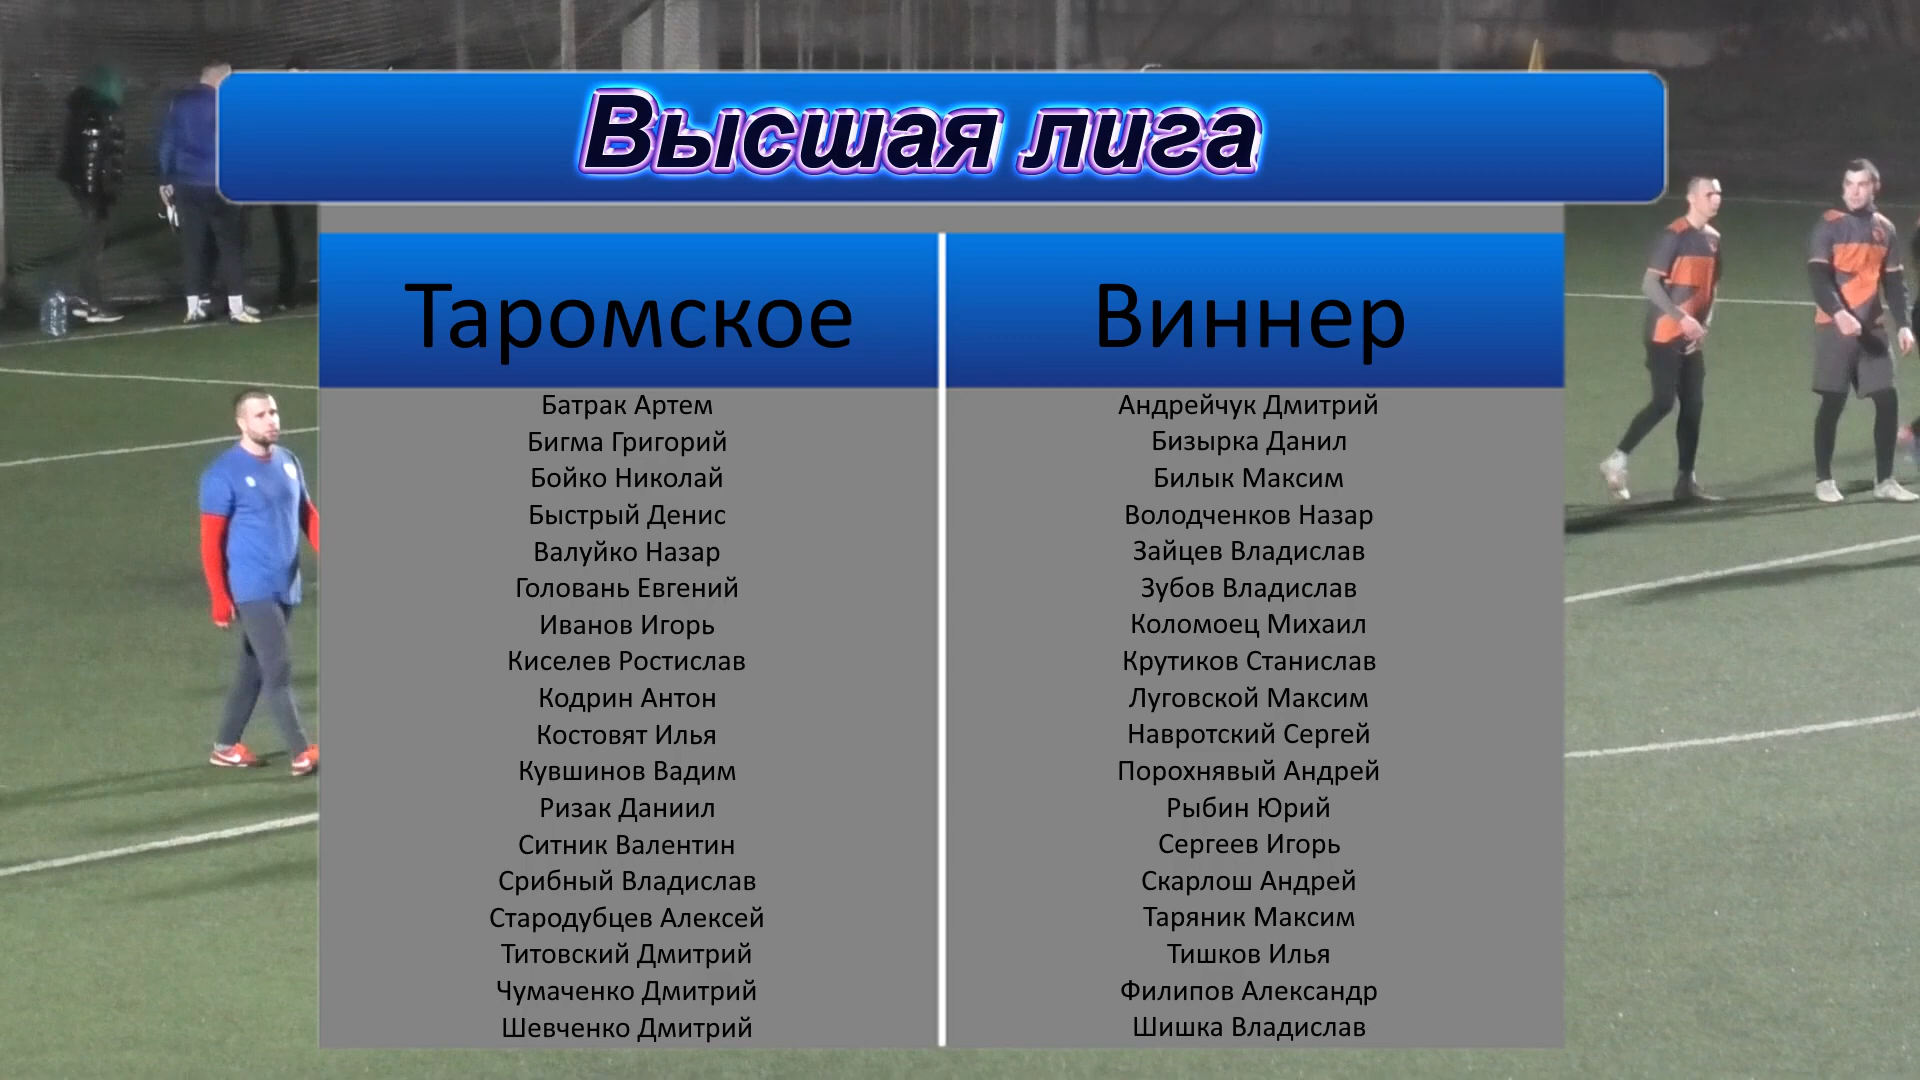 Высшая лига
Таромское
Виннер
Батрак Артем
Бигма Григорий
Бойко Николай
Быстрый Денис
Валуйко Назар
Головань Евгений
Иванов Игорь
Киселев Ростислав
Кодрин Антон
Костовят Илья
Кувшинов Вадим
Ризак Даниил
Ситник Валентин
Срибный Владислав
Стародубцев Алексей
Титовский Дмитрий
Чумаченко Дмитрий
Шевченко Дмитрий
Андрейчук Дмитрий
Бизырка Данил
Билык Максим
Володченков Назар
Зайцев Владислав
Зубов Владислав
Коломоец Михаил
Крутиков Станислав
Луговской Максим
Навротский Сергей
Порохнявый Андрей
Рыбин Юрий
Сергеев Игорь
Скарлош Андрей
Таряник Максим
Тишков Илья
Филипов Александр
Шишка Владислав